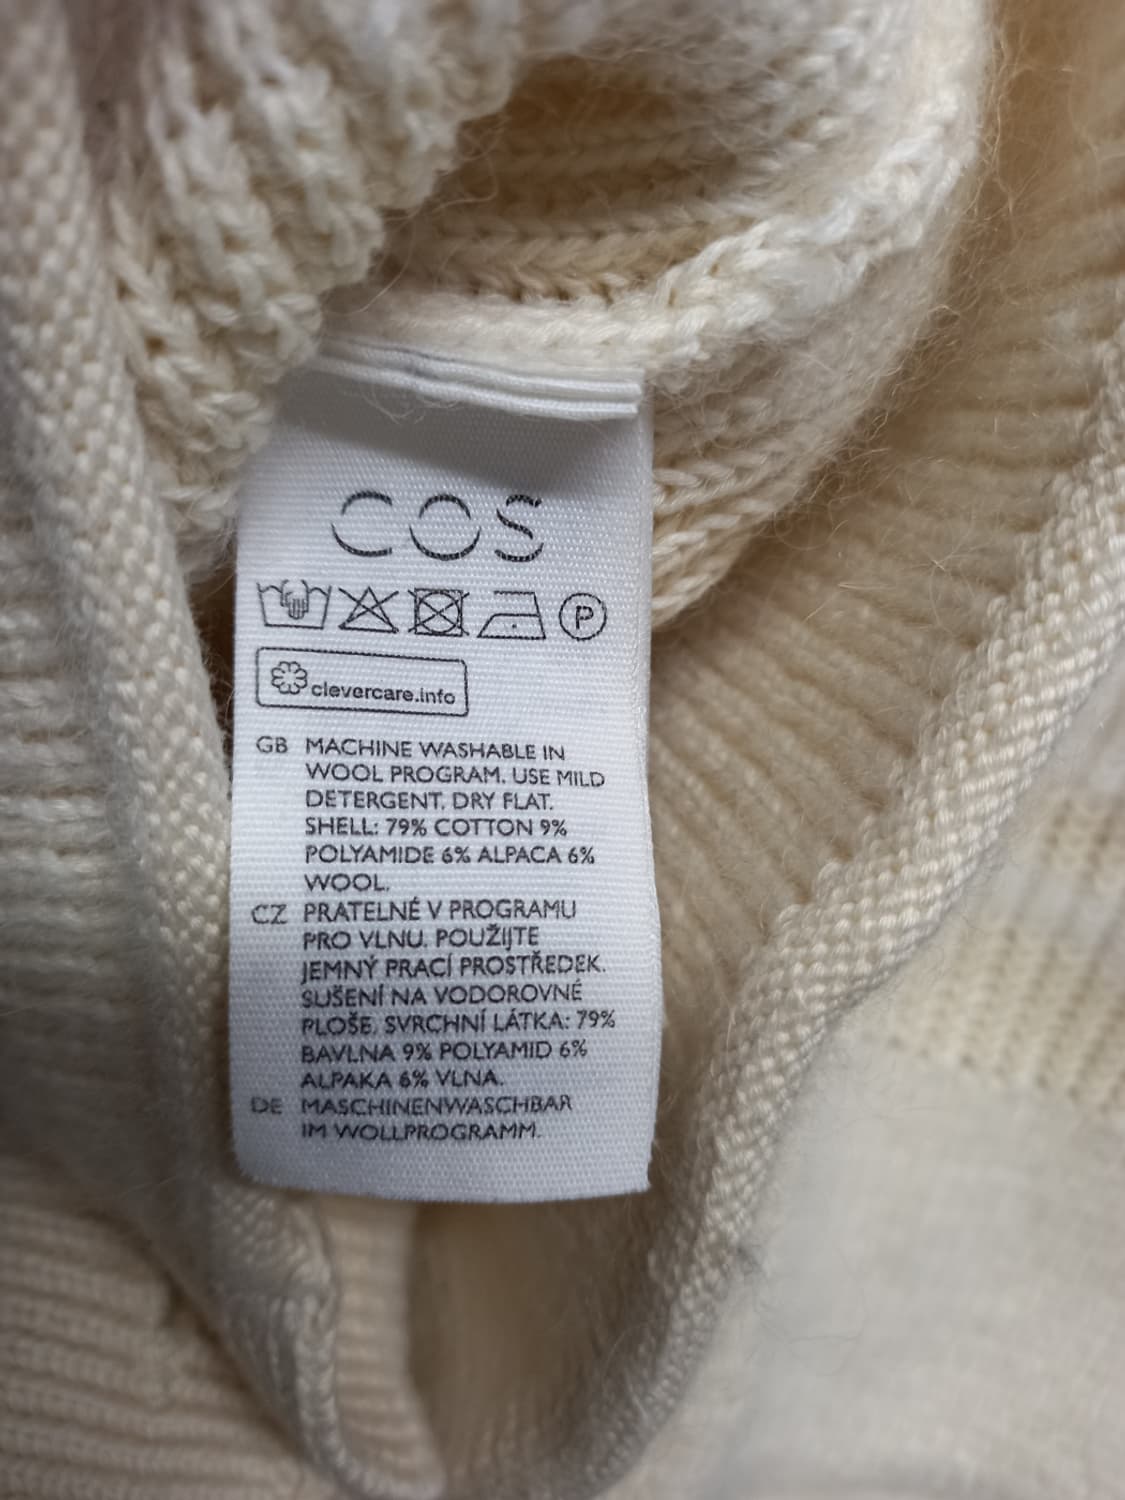 COS
P
clevercare.info
GB MACHINE WASHABLE IN
WOOL PROGRAM. USE MILD
DETERGENT. DRY FLAT.
SHELL: 79% COTTON 9%
POLYAMIDE 6% ALPACA 6%
WOOL.
CZ PRATELNÉ V PROGRAMU
PRO VLNU. POUŽIJTE
JEMNÝ PRACÍ PROSTŘEDEK.
SUŠENÍ NA VODOROVNÉ
PLOŠE. SVRCHNÍ LÁTKA: 79%
BAVLNA 9% POLYAMID 6%
ALPAKA 6% VLNA.
DE MASCHINENWASCHBAR
IM WOLLPROGRAMM.